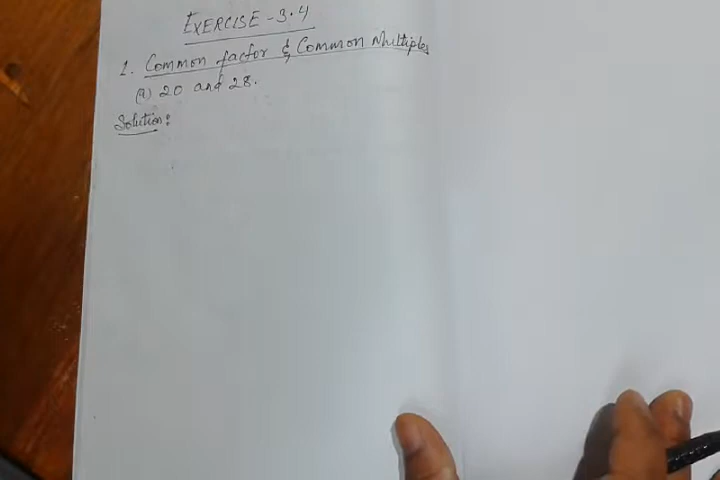 EXERCISE - 3.4
1. Common factor & Common Multiples
(a) 20 and 28.
Solution: